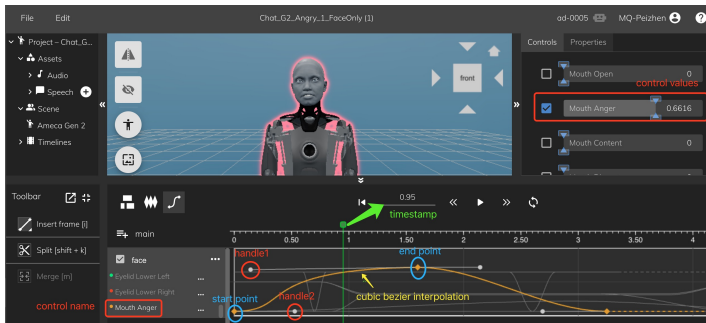 File Edit Chat_G2_Angry_1_FaceOnly (1) ad-0005 MQ-Peizhen ?
Project – Chat_G...
Assets
Audio
Speech
Scene
Ameca Gen 2
Timelines
front
Controls Properties
Mouth Open 0
control values
Mouth Anger 0.6616
Mouth Content 0
Toolbar
Insert frame [i]
Split [shift + k]
Merge [m]
control name
0.95
timestamp
main
0 0.50 1 1.50 2 2.50 3 3.50 4
face ...
handle1
end point
Eyelid Lower Left ...
Eyelid Lower Right ...
cubic bezier interpolation
start point
handle2
Mouth Anger ...